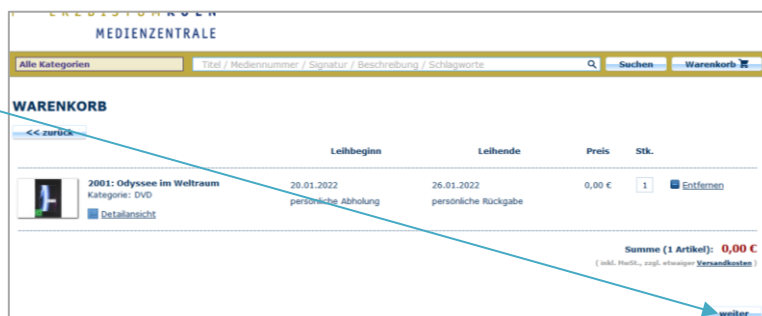 MEDIENZENTRALE
Alle Kategorien Titel / Mediennummer / Signatur / Beschreibung / Schlagworte Suchen Warenkorb
WARENKORB
<< zurück
Leihbeginn Leihende Preis Stk.
2001: Odyssee im Weltraum 20.01.2022 26.01.2022 0,00 € 1 Entfernen
Kategorie: DVD persönliche Abholung persönliche Rückgabe
Detailansicht
Summe (1 Artikel): 0,00 €
( inkl. MwSt., zzgl. etwaiger Versandkosten )
weiter